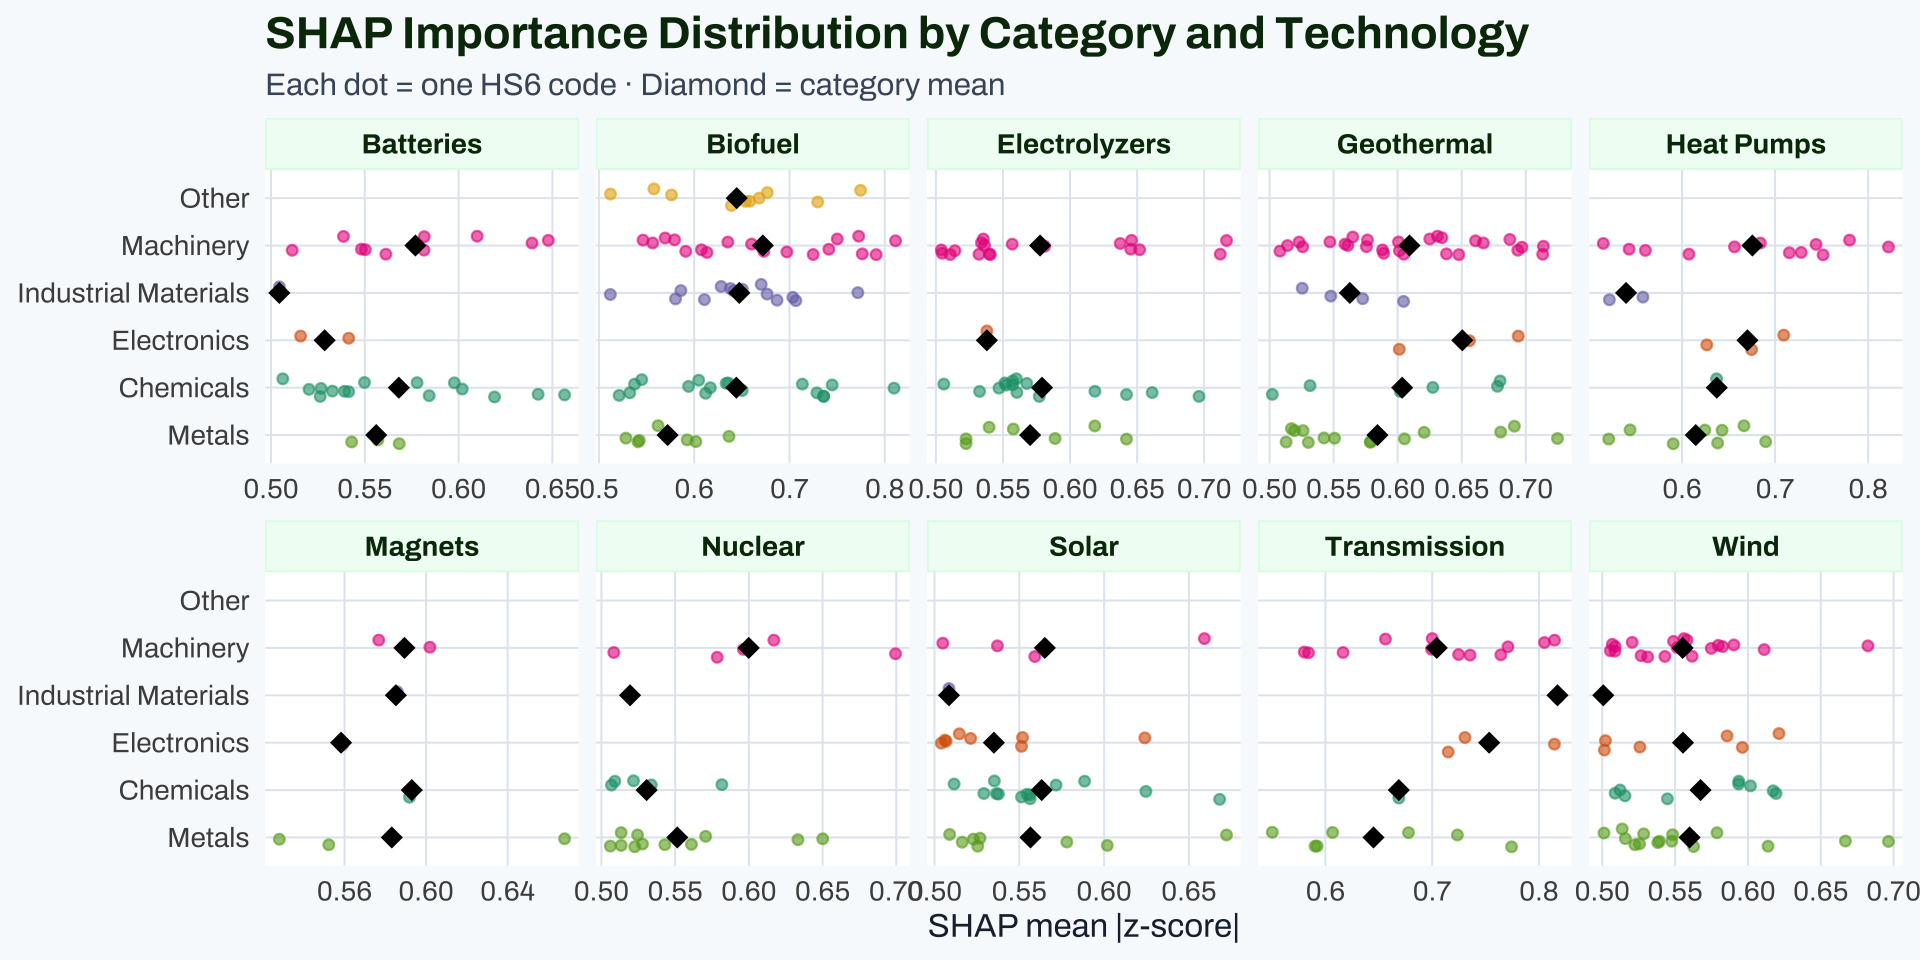 SHAP Importance Distribution by Category and Technology
Each dot = one HS6 code · Diamond = category mean
Batteries
Biofuel
Electrolyzers
Geothermal
Heat Pumps
Other
Machinery
Industrial Materials
Electronics
Chemicals
Metals
0.50 0.55 0.60 0.65
0.5 0.6 0.7 0.8
0.50 0.55 0.60 0.65 0.70
0.50 0.55 0.60 0.65 0.70
0.6 0.7 0.8
Magnets
Nuclear
Solar
Transmission
Wind
Other
Machinery
Industrial Materials
Electronics
Chemicals
Metals
0.56 0.60 0.64
0.50 0.55 0.60 0.65 0.70
0.50 0.55 0.60 0.65
0.6 0.7 0.8
0.50 0.55 0.60 0.65 0.70
SHAP mean |z-score|